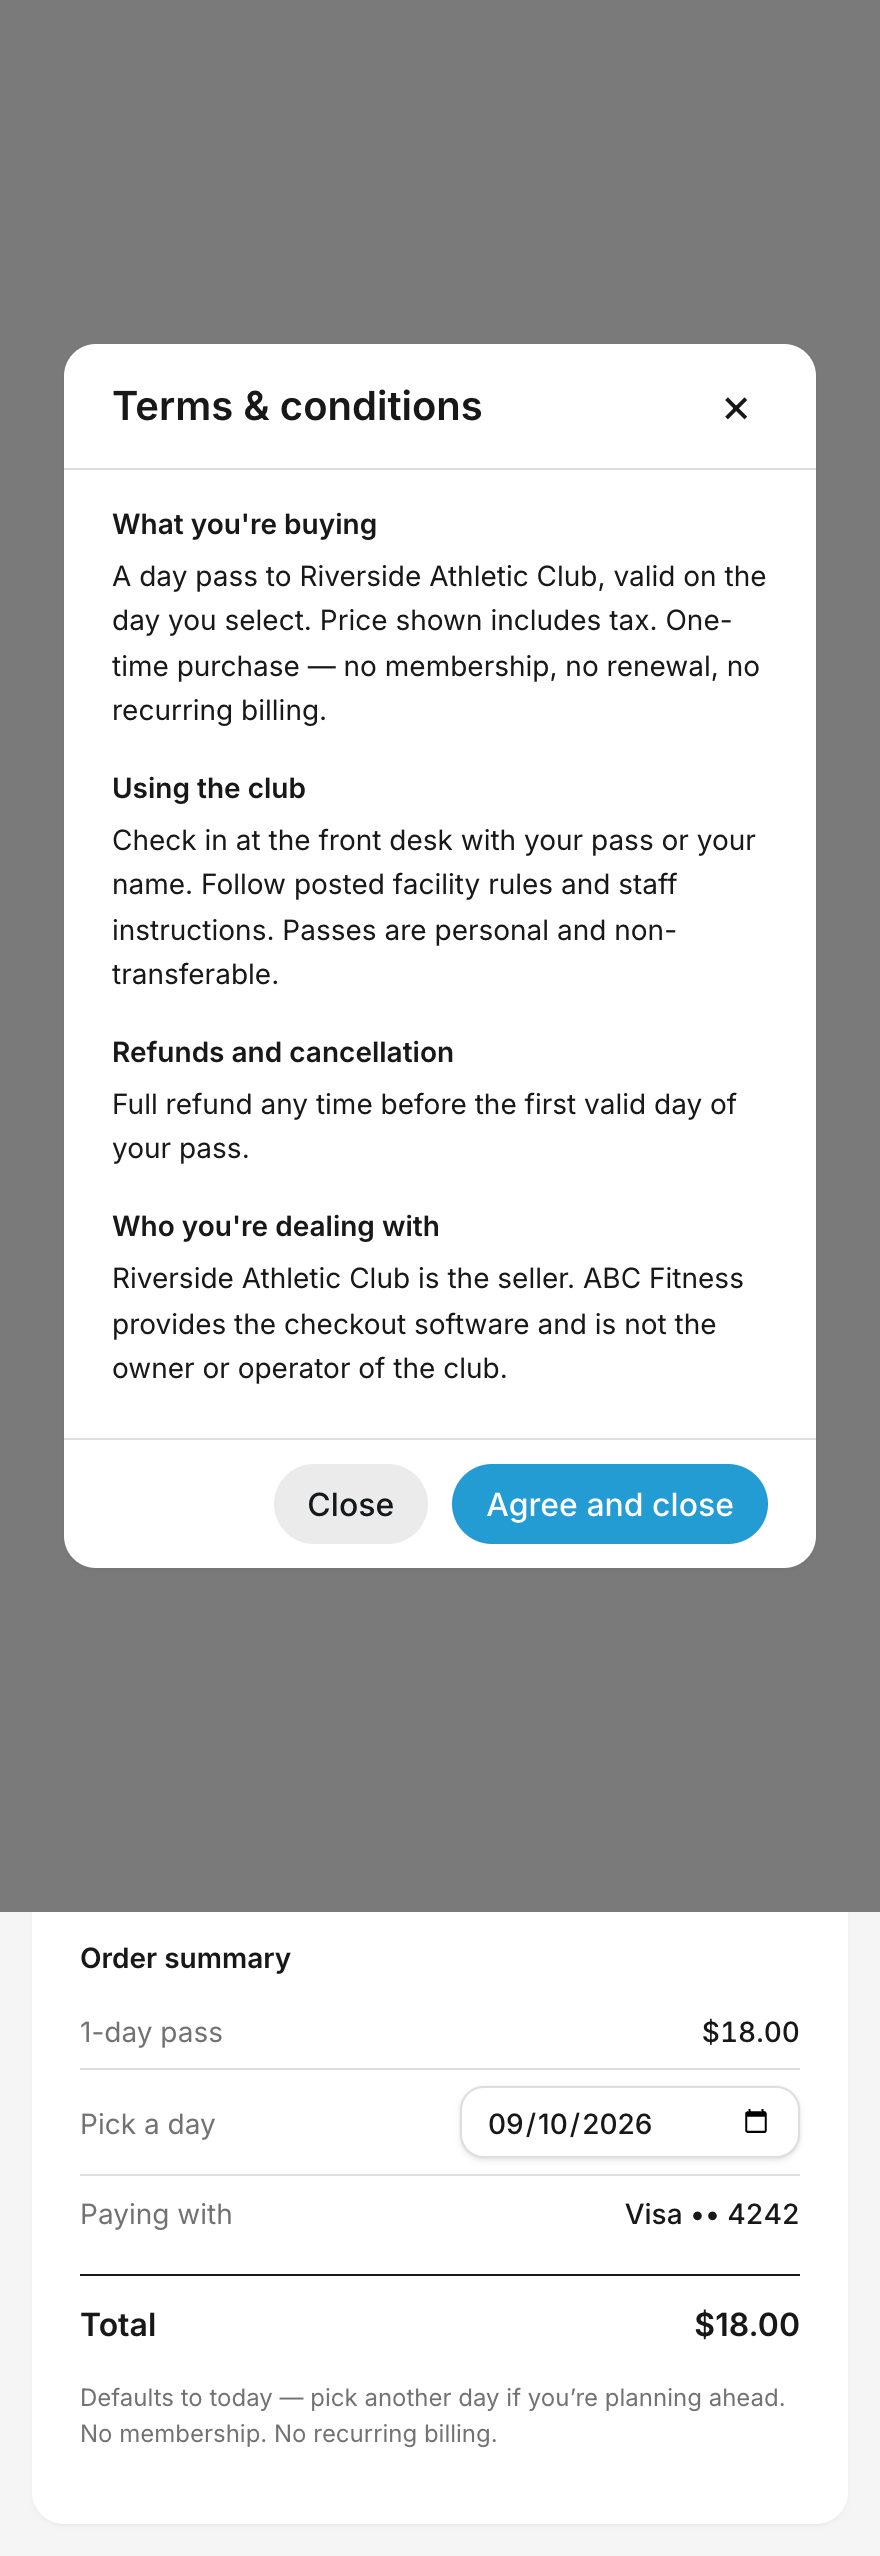 Terms & conditions
✕
What you're buying
A day pass to Riverside Athletic Club, valid on the
day you select. Price shown includes tax. One-
time purchase — no membership, no renewal, no
recurring billing.
Using the club
Check in at the front desk with your pass or your
name. Follow posted facility rules and staff
instructions. Passes are personal and non-
transferable.
Refunds and cancellation
Full refund any time before the first valid day of
your pass.
Who you're dealing with
Riverside Athletic Club is the seller. ABC Fitness
provides the checkout software and is not the
owner or operator of the club.
Close Agree and close
Order summary
1-day pass $18.00
Pick a day 09/10/2026
Paying with Visa •• 4242
Total $18.00
Defaults to today — pick another day if you’re planning ahead.
No membership. No recurring billing.